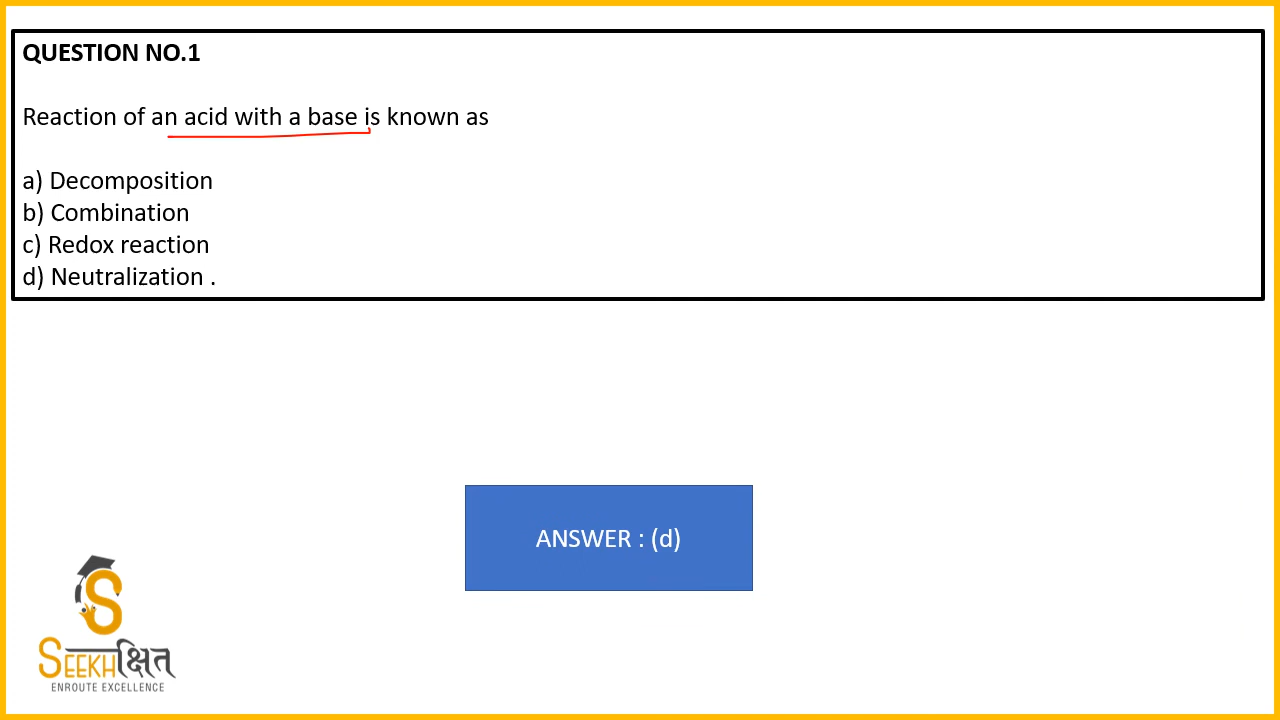 QUESTION NO.1
Reaction of an acid with a base is known as
a) Decomposition
b) Combination
c) Redox reaction
d) Neutralization .
ANSWER : (d)
SEEKHक्षित
ENROUTE EXCELLENCE